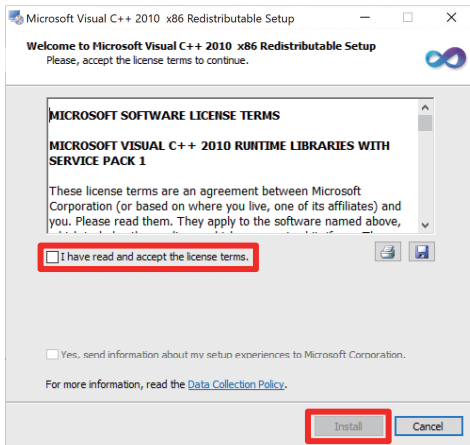 Microsoft Visual C++ 2010  x86 Redistributable Setup
Welcome to Microsoft Visual C++ 2010  x86 Redistributable Setup
Please, accept the license terms to continue.
MICROSOFT SOFTWARE LICENSE TERMS
MICROSOFT VISUAL C++ 2010 RUNTIME LIBRARIES WITH
SERVICE PACK 1
These license terms are an agreement between Microsoft
Corporation (or based on where you live, one of its affiliates) and
you. Please read them. They apply to the software named above,
I have read and accept the license terms.
Yes, send information about my setup experiences to Microsoft Corporation.
For more information, read the Data Collection Policy.
Install
Cancel